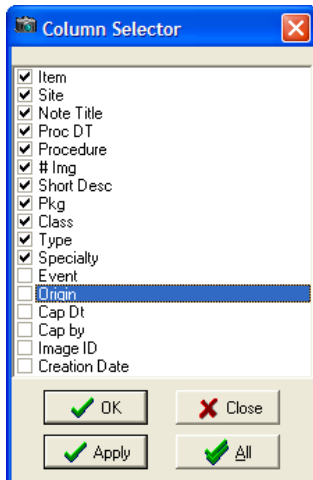 Column Selector
Item
Site
Note Title
Proc DT
Procedure
# Img
Short Desc
Pkg
Class
Type
Specialty
Event
Origin
Cap Dt
Cap by
Image ID
Creation Date
OK
Close
Apply
All